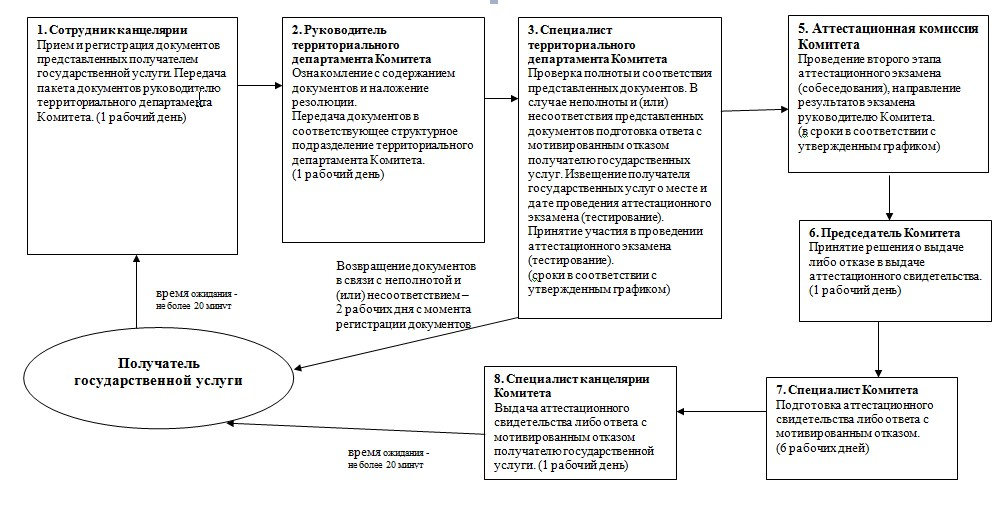 1. Сотрудник канцелярии
Прием и регистрация документов
представленных получателем
государственной услуги. Передача
пакета документов руководителю
территориального департамента
Комитета. (1 рабочий день)
2. Руководитель
территориального
департамента Комитета
Ознакомление с содержанием
документов и наложение
резолюции.
Передача документов в
соответствующее структурное
подразделение территориального
департамента Комитета.
(1 рабочий день)
3. Специалист
территориального
департамента Комитета
Проверка полноты и соответствия
представленных документов. В
случае неполноты и (или)
несоответствия представленных
документов подготовка ответа с
мотивированным отказом
получателю государственных
услуг. Извещение получателя
государственных услуг о месте и
дате проведения аттестационного
экзамена (тестирование).
Принятие участия в проведении
аттестационного экзамена
(тестирование).
(сроки в соответствии с
утвержденным графиком)
5. Аттестационная комиссия
Комитета
Проведение второго этапа
аттестационного экзамена
(собеседования), направление
результатов экзамена
руководителю Комитета.
(в сроки в соответствии с
утвержденным графиком)
6. Председатель Комитета
Принятие решения о выдаче
либо отказе в выдаче
аттестационного свидетельства.
(1 рабочий день)
7. Специалист Комитета
Подготовка аттестационного
свидетельства либо ответа с
мотивированным отказом.
(6 рабочих дней)
8. Специалист канцелярии
Комитета
Выдача аттестационного
свидетельства либо ответа с
мотивированным отказом
получателю государственной
услуги. (1 рабочий день)
Возвращение документов
в связи с неполнотой и
(или) несоответствием –
2 рабочих дня с момента
регистрации документов
время ожидания -
не более 20 минут
Получатель
государственной услуги
время ожидания -
не более 20 минут